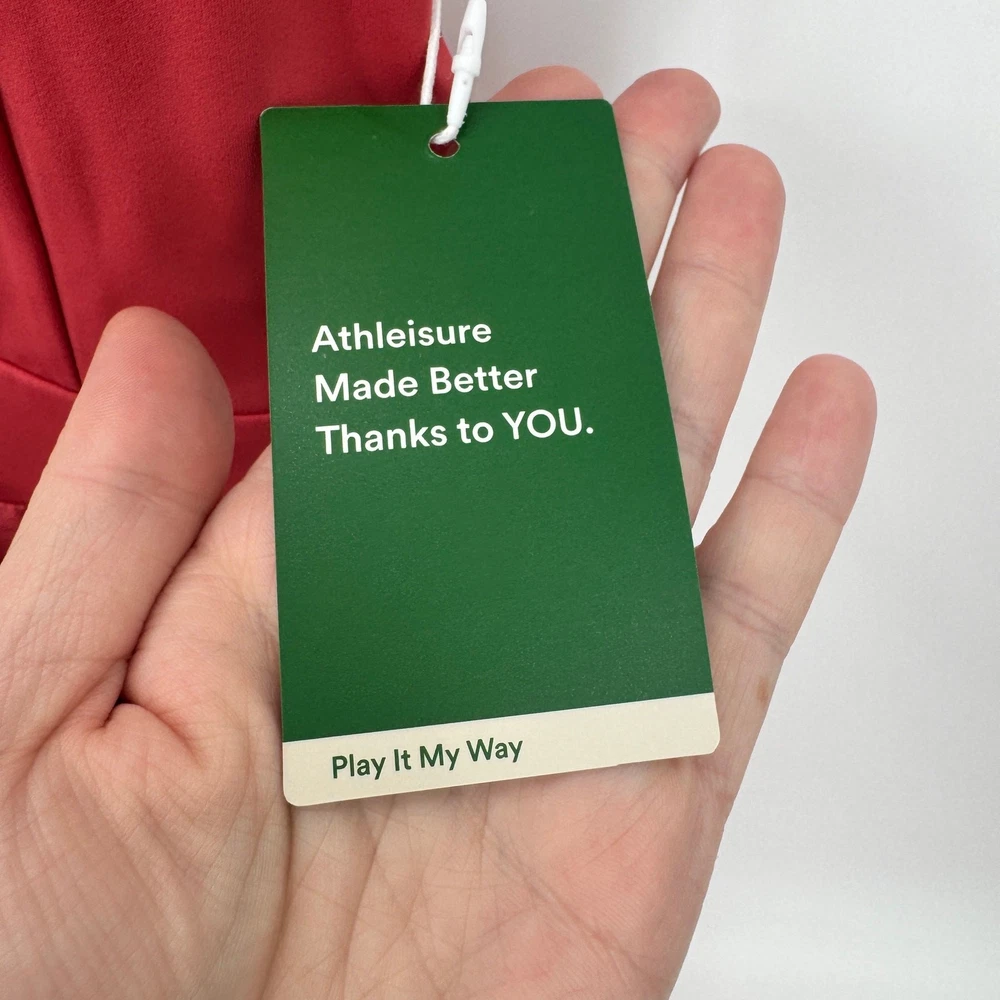 Athleisure
Made Better
Thanks to YOU.
Play It My Way